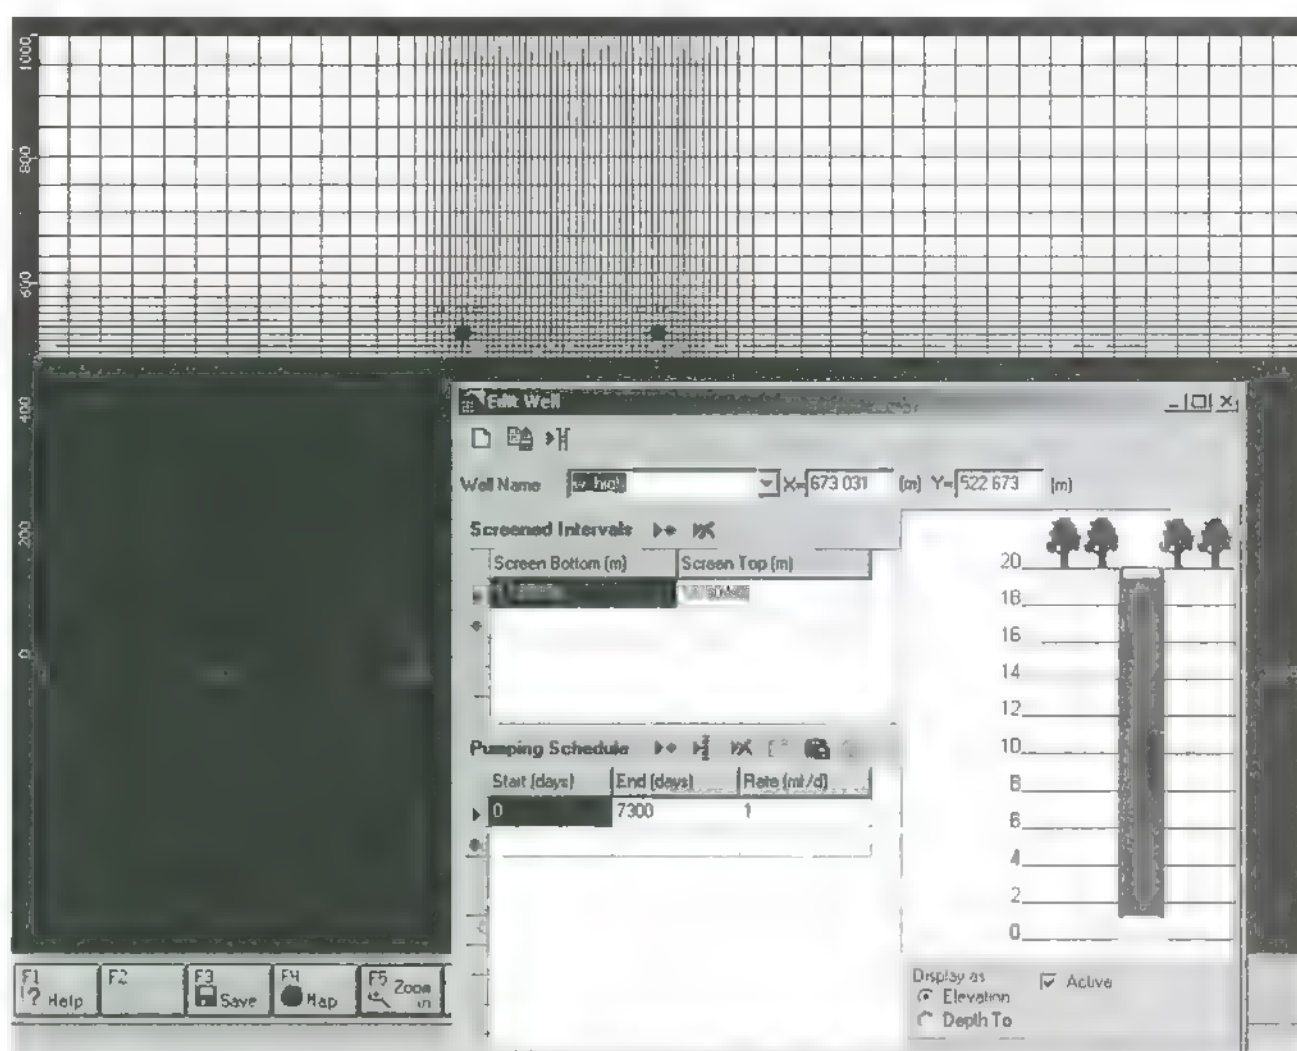 1000
800
600
400
200
0
Edit Well
Well Name X= 673.031 (m) Y= 522.673 (m)
Screened Intervals
Screen Bottom (m) Screen Top (m)
20
18
16
14
12
10
8
6
4
2
0
Pumping Schedule
Start (days) End (days) Rate (m³/d)
0 7300 1
Display as
Elevation
Depth To
Active
F1
Help
F2
F3
Save
F4
Map
F5
Zoom
in